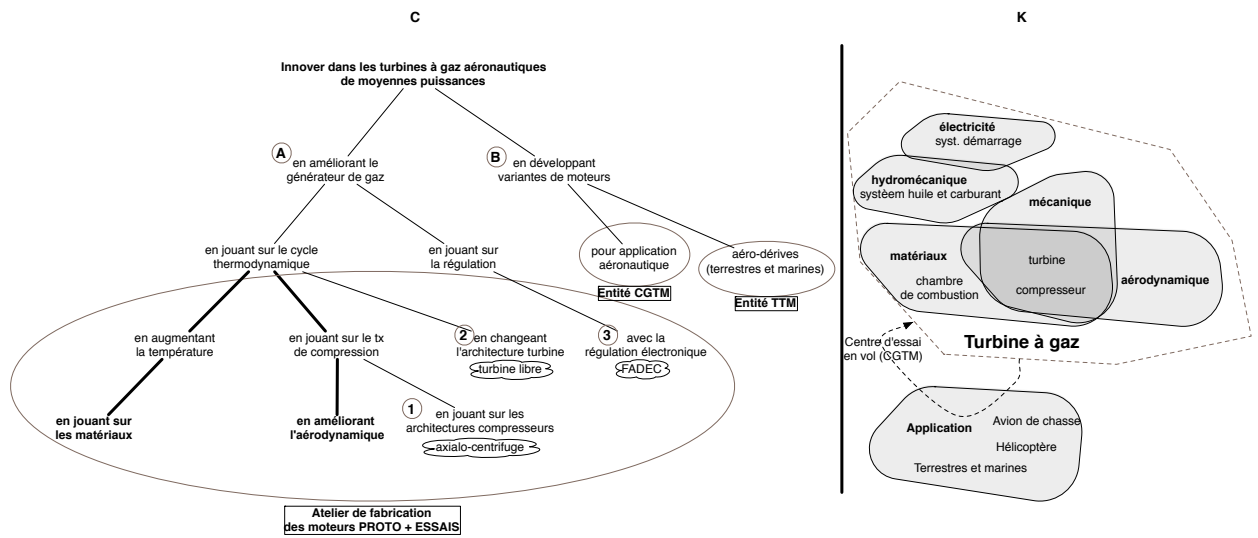 C
Innover dans les turbines à gaz aéronautiques
de moyennes puissances
A
en améliorant le
générateur de gaz
B
en développant
variantes de moteurs
en jouant sur le cycle
thermodynamique
en jouant sur
la régulation
pour application
aéronautique
Entité CGTM
aéro-dérives
(terrestres et marines)
Entité TTM
en augmentant
la température
en jouant le tx
de compression
2
en changeant
l'architecture turbine
turbine libre
3
avec la
régulation électronique
FADEC
en jouant sur
les matériaux
en améliorant
l'aérodynamique
1
en jouant sur les
architectures compresseurs
axialo-centrifuge
Atelier de fabrication
des moteurs PROTO + ESSAIS
K
électricité
syst. démarrage
hydromécanique
systèem huile et carburant
mécanique
matériaux
chambre
de combustion
turbine
compresseur
aérodynamique
Centre d'essai
en vol (CGTM)
Turbine à gaz
Application
Avion de chasse
Hélicoptère
Terrestres et marines